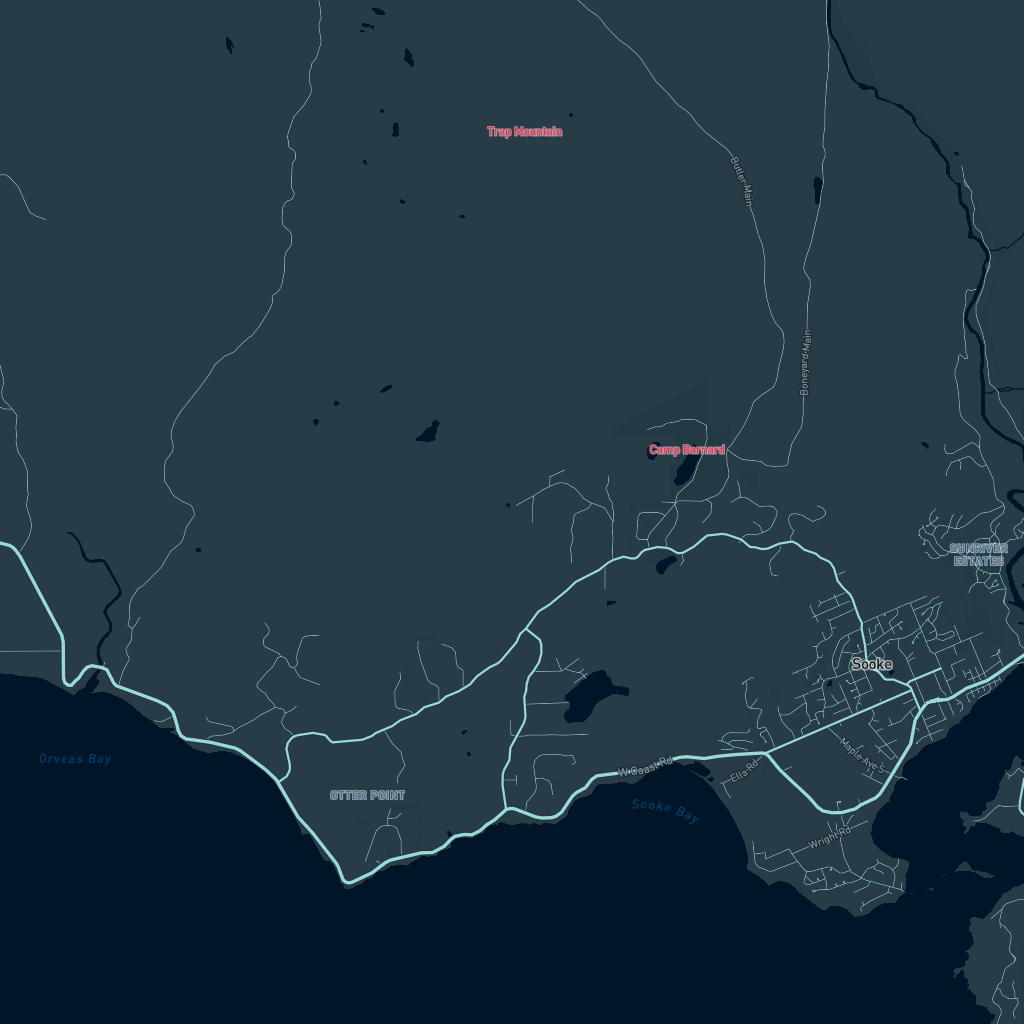 Trap Mountain
Butler Main
Boneyard Main
Camp Barnard
SUNRIVER
ESTATES
Sooke
Orveas Bay
OTTER POINT
W Coast Rd
Ella Rd
Maple Ave S
Sooke Bay
Wright Rd